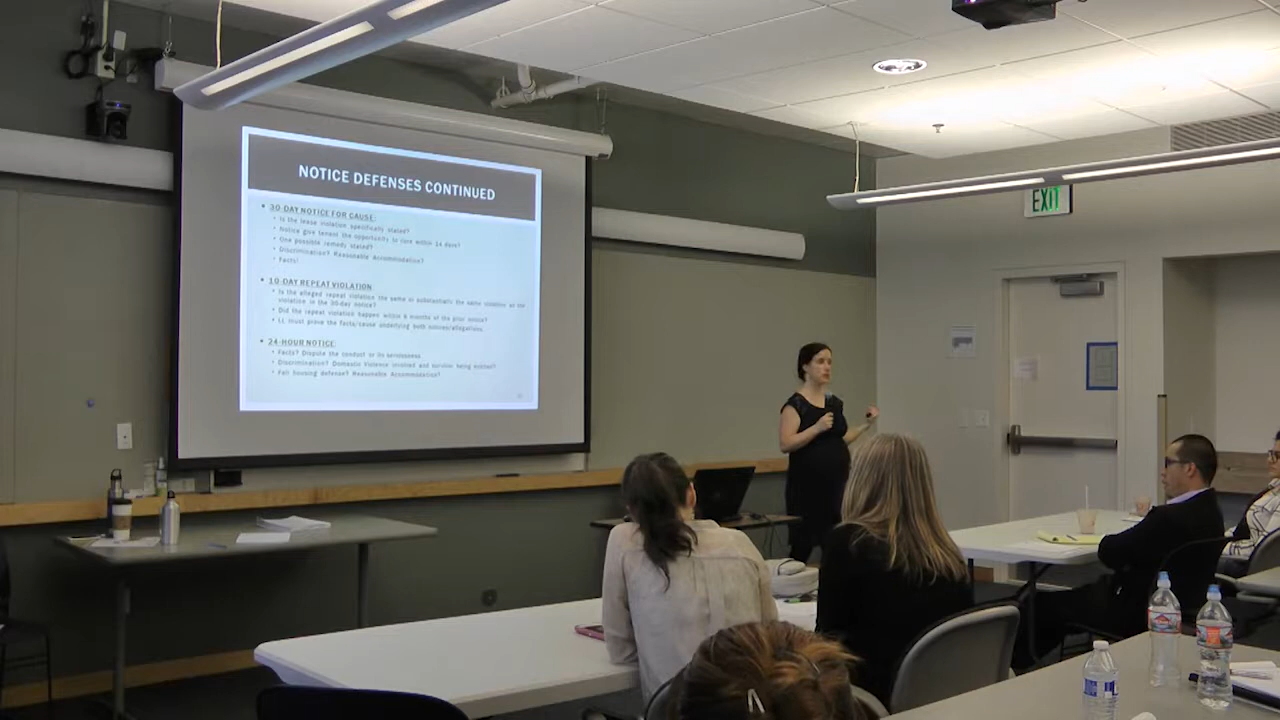 NOTICE DEFENSES CONTINUED
30-DAY NOTICE FOR CAUSE:
Is the lease violation specifically stated?
Notice give tenant the opportunity to cure within 14 days?
One possible remedy stated?
Discrimination? Reasonable Accommodation?
Facts!
10-DAY REPEAT VIOLATION
Is the alleged repeat violation the same or substantially the same violation as the
violation in the 30-day notice?
Did the repeat violation happen within 6 months of the prior notice?
LL must prove the facts/cause underlying both notices/allegations.
24-HOUR NOTICE:
Facts? Dispute the conduct or its seriousness.
Discrimination? Domestic Violence involved and survivor being evicted?
Fair housing defense? Reasonable Accommodation?
EXIT